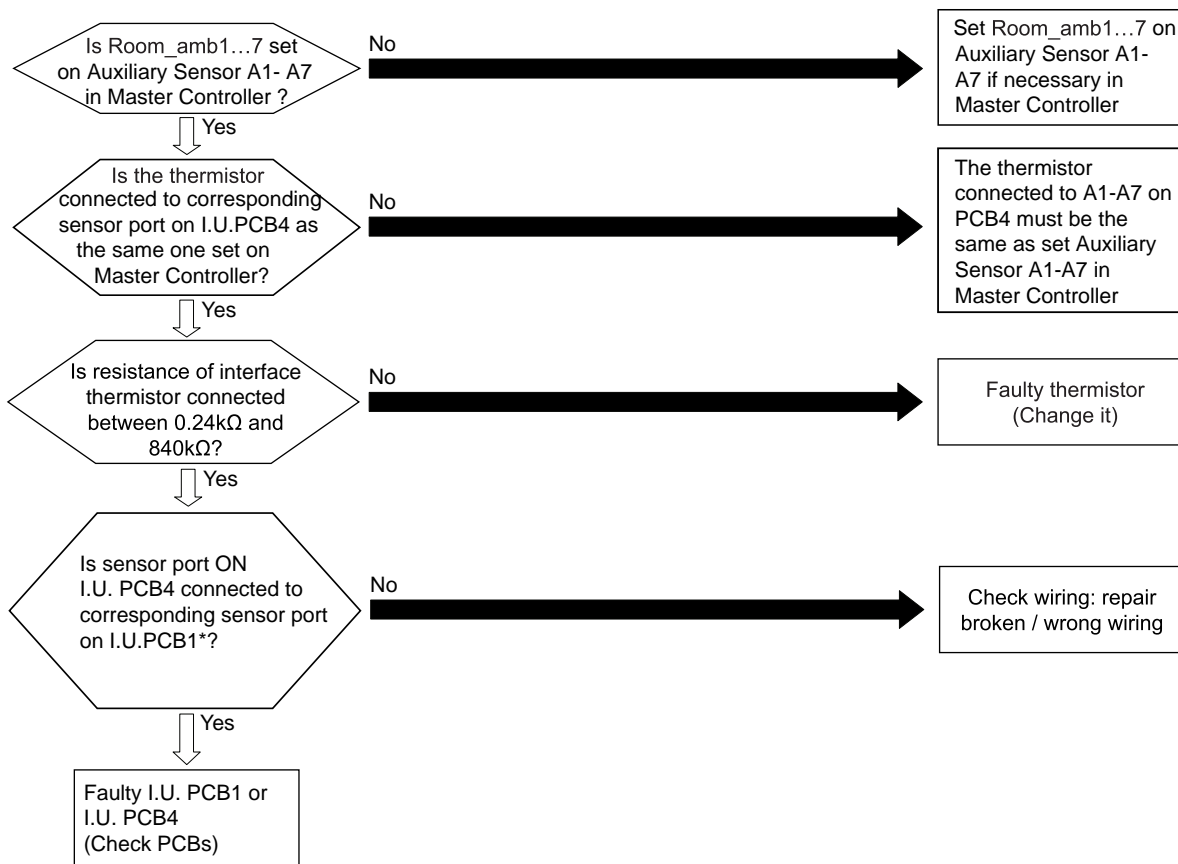 Is Room_amb1…7 set
on Auxiliary Sensor A1- A7
in Master Controller ?
No
Set Room_amb1…7 on
Auxiliary Sensor A1-
A7 if necessary in
Master Controller
Yes
Is the thermistor
connected to corresponding
sensor port on I.U.PCB4 as
the same one set on
Master Controller?
No
The thermistor
connected to A1-A7 on
PCB4 must be the
same as set Auxiliary
Sensor A1-A7 in
Master Controller
Yes
Is resistance of interface
thermistor connected
between 0.24kΩ and
840kΩ?
No
Faulty thermistor
(Change it)
Yes
Is sensor port ON
I.U. PCB4 connected to
corresponding sensor port
on I.U.PCB1*?
No
Check wiring: repair
broken / wrong wiring
Yes
Faulty I.U. PCB1 or
I.U. PCB4
(Check PCBs)